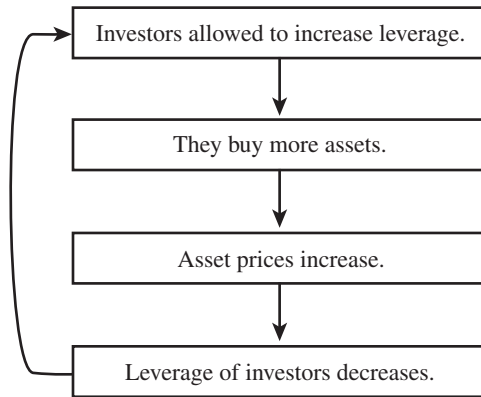 Investors allowed to increase leverage.
They buy more assets.
Asset prices increase.
Leverage of investors decreases.